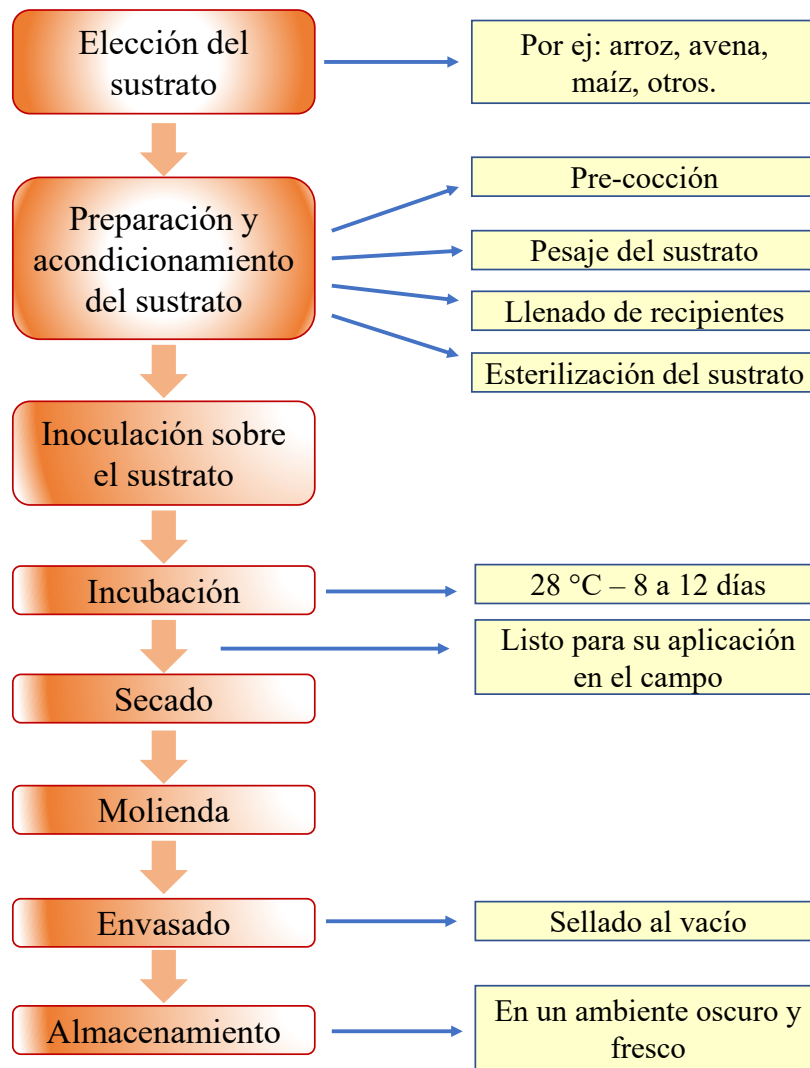 Elección del
sustrato
Por ej: arroz, avena,
maíz, otros.
Preparación y
acondicionamiento
del sustrato
Pre-cocción
Pesaje del sustrato
Llenado de recipientes
Esterilización del sustrato
Inoculación sobre
el sustrato
Incubación
28 °C – 8 a 12 días
Listo para su aplicación
en el campo
Secado
Molienda
Envasado
Sellado al vacío
Almacenamiento
En un ambiente oscuro y
fresco